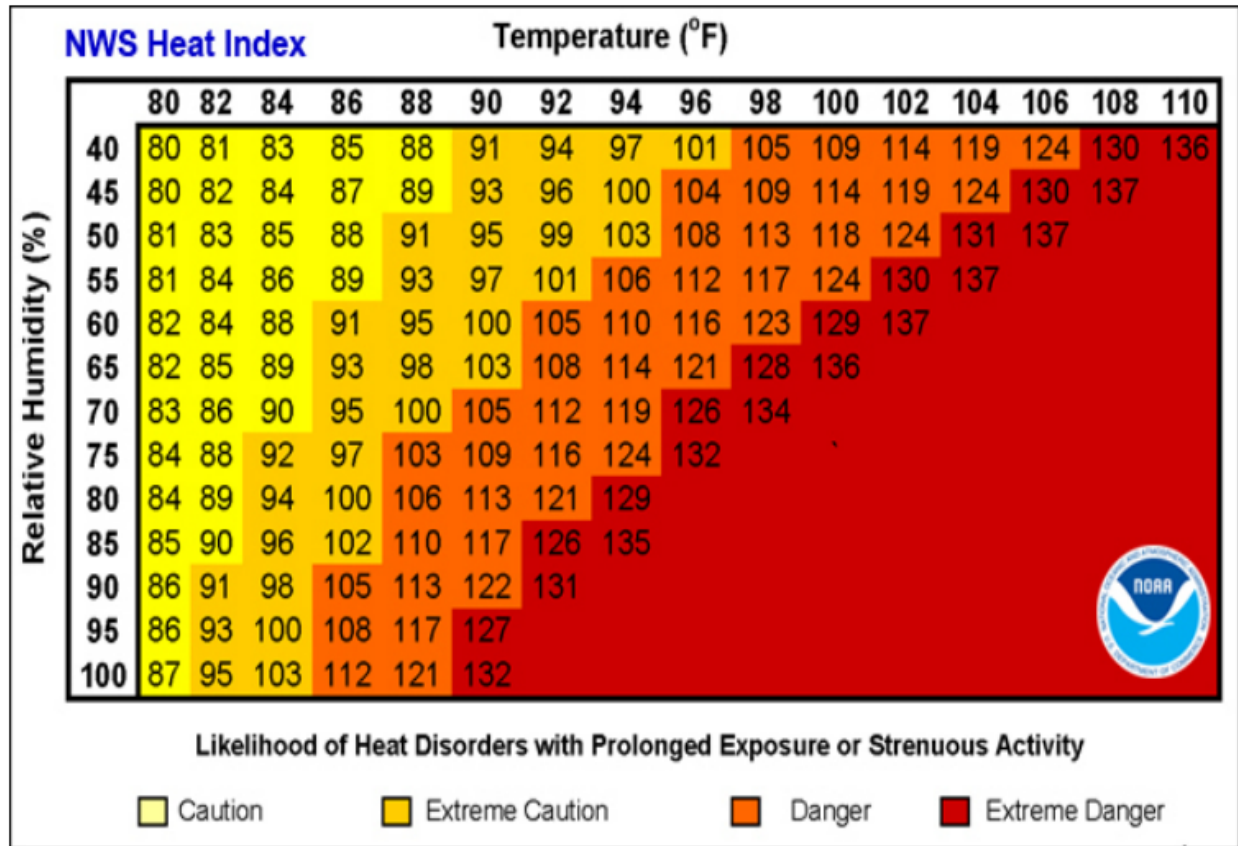 NWS Heat Index
Temperature (°F)
80 82 84 86 88 90 92 94 96 98 100 102 104 106 108 110
Relative Humidity (%)
40 80 81 83 85 88 91 94 97 101 105 109 114 119 124 130 136
45 80 82 84 87 89 93 96 100 104 109 114 119 124 130 137
50 81 83 85 88 91 95 99 103 108 113 118 124 131 137
55 81 84 86 89 93 97 101 106 112 117 124 130 137
60 82 84 88 91 95 100 105 110 116 123 129 137
65 82 85 89 93 98 103 108 114 121 128 136
70 83 86 90 95 100 105 112 119 126 134
75 84 88 92 97 103 109 116 124 132
80 84 89 94 100 106 113 121 129
85 85 90 96 102 110 117 126 135
90 86 91 98 105 113 122 131
95 86 93 100 108 117 127
100 87 95 103 112 121 132
NATIONAL OCEANIC AND ATMOSPHERIC ADMINISTRATION
NOAA
U.S. DEPARTMENT OF COMMERCE
Likelihood of Heat Disorders with Prolonged Exposure or Strenuous Activity
Caution
Extreme Caution
Danger
Extreme Danger